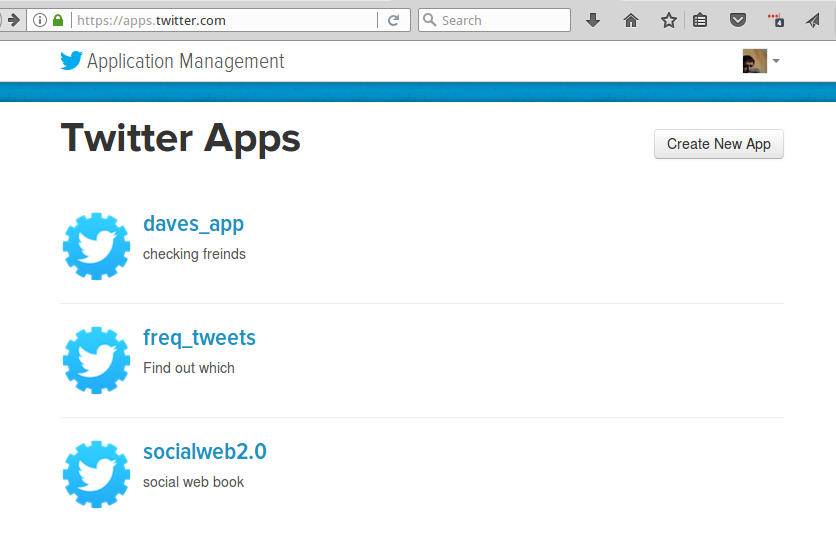 https://apps.twitter.com
Search
Application Management
Twitter Apps
Create New App
daves_app
checking freinds
freq_tweets
Find out which
socialweb2.0
social web book